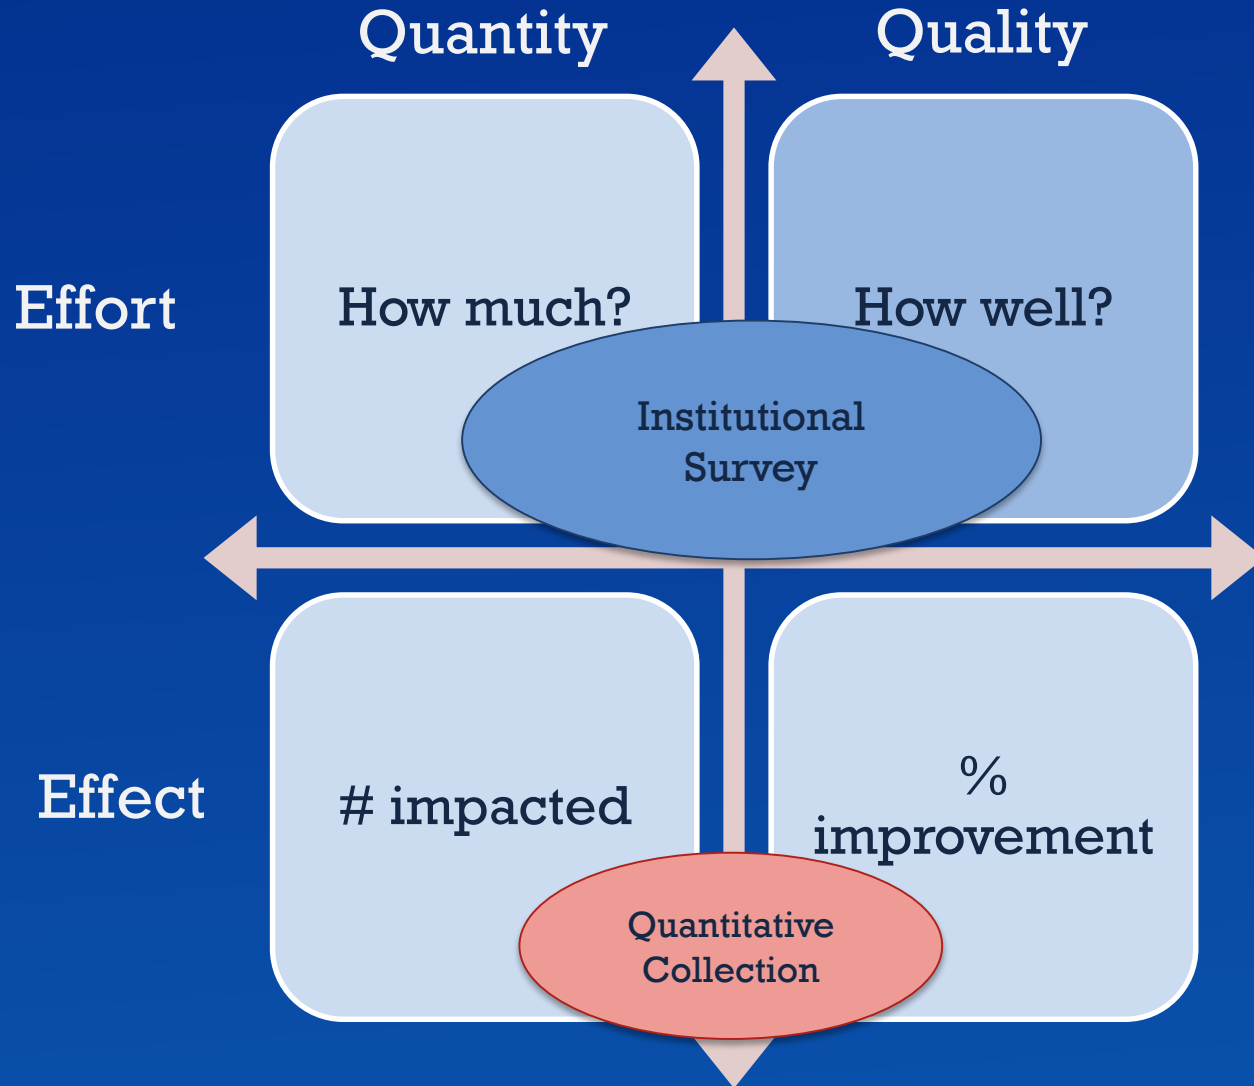 Quantity
Quality
Effort
How much?
How well?
Institutional
Survey
Effect
# impacted
%
improvement
Quantitative
Collection